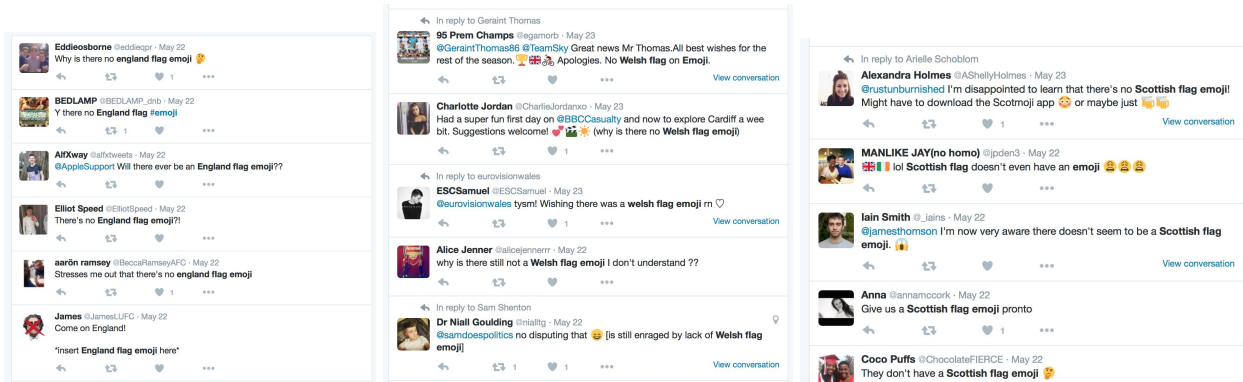 Eddieosborne @eddieqpr · May 22
Why is there no england flag emoji 🤔
1
BEDLAMP @BEDLAMP_dnb · May 22
Y there no England flag #emoji
1
AlfXway @alfxtweets · May 22
@AppleSupport Will there ever be an England flag emoji??
Elliot Speed @ElliotSpeed · May 22
There's no England flag emoji?!
aarōn ramsey @BeccaRamseyAFC · May 22
Stresses me out that there's no england flag emoji
1
James @JamesLUFC · May 22
Come on England!
*insert England flag emoji here*
In reply to Geraint Thomas
95 Prem Champs @egamorb · May 23
@GeraintThomas86 @TeamSky Great news Mr Thomas.All best wishes for the
rest of the season.🏆🇬🇧🚴 Apologies. No Welsh flag on Emoji.
View conversation
Charlotte Jordan @CharlieJordanxo · May 23
Had a super fun first day on @BBCCasualty and now to explore Cardiff a wee
bit. Suggestions welcome! 💕🎬☀️ (why is there no Welsh flag emoji)
1
In reply to eurovisionwales
ESCSamuel @ESCSamuel · May 23
@eurovisionwales tysm! Wishing there was a welsh flag emoji rn ♡
View conversation
Alice Jenner @alicejennerrr · May 22
why is there still not a Welsh flag emoji I don't understand ??
In reply to Sam Shenton
Dr Niall Goulding @nialltg · May 22
@samdoespolitics no disputing that 😄 [is still enraged by lack of Welsh flag
emoji]
1 1
View conversation
In reply to Arielle Schoblom
Alexandra Holmes @AShellyHolmes · May 23
@rustunburnished I'm disappointed to learn that there's no Scottish flag emoji!
Might have to download the Scotmoji app 😳 or maybe just 🍻🍻
1
View conversation
MANLIKE JAY(no homo) @jpden3 · May 22
🇬🇧🇮🇪 lol Scottish flag doesn't even have an emoji 😩😩😩
Iain Smith @_iains · May 22
@jamesthomson I'm now very aware there doesn't seem to be a Scottish flag
emoji. 😱
View conversation
Anna @annamccork · May 22
Give us a Scottish flag emoji pronto
1
Coco Puffs @ChocolateFIERCE · May 22
They don't have a Scottish flag emoji 🤔